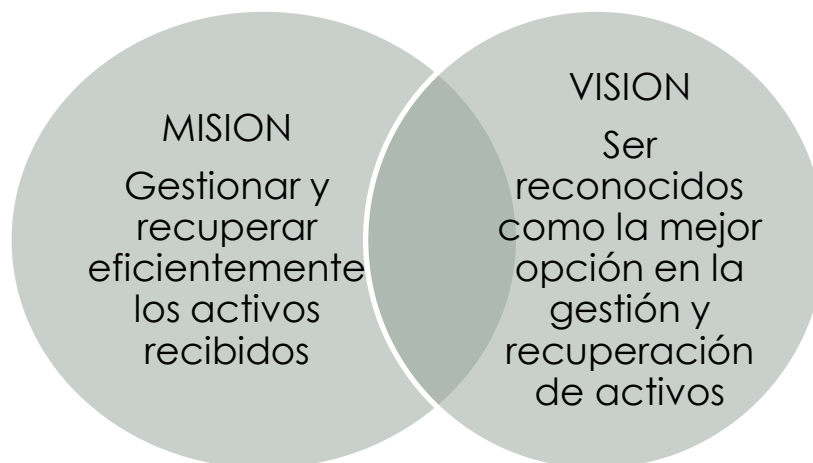 MISION
Gestionar y
recuperar
eficientemente
los activos
recibidos
VISION
Ser
reconocidos
como la mejor
opción en la
gestión y
recuperación
de activos